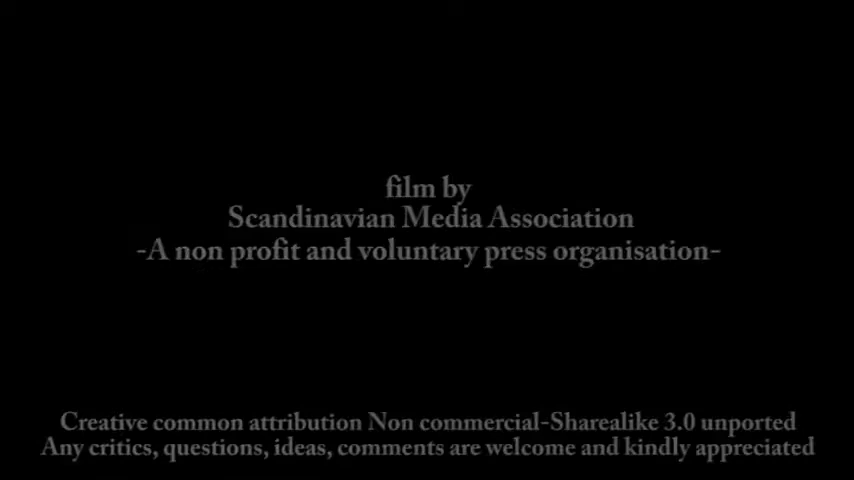 film by
Scandinavian Media Association
-A non profit and voluntary press organisation-
Creative common attribution Non commercial-Sharealike 3.0 unported
Any critics, questions, ideas, comments are welcome and kindly appreciated